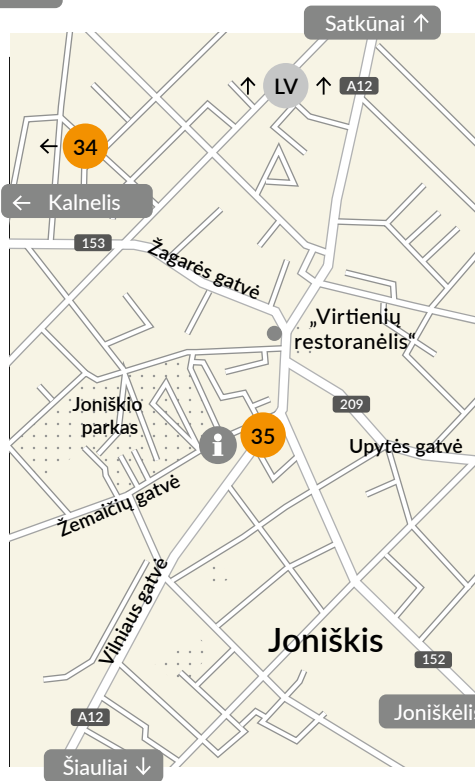 Satkūnai ↑
↑ LV ↑ A12
← 34
← Kalnelis
153
Žagarės gatvė
„Virtienių
restoranėlis“
Joniškio
parkas
209
35
i
Upytės gatvė
Žemaičių gatvė
Vilniaus gatvė
Joniškis
152
Joniškėlis
A12
Šiauliai ↓